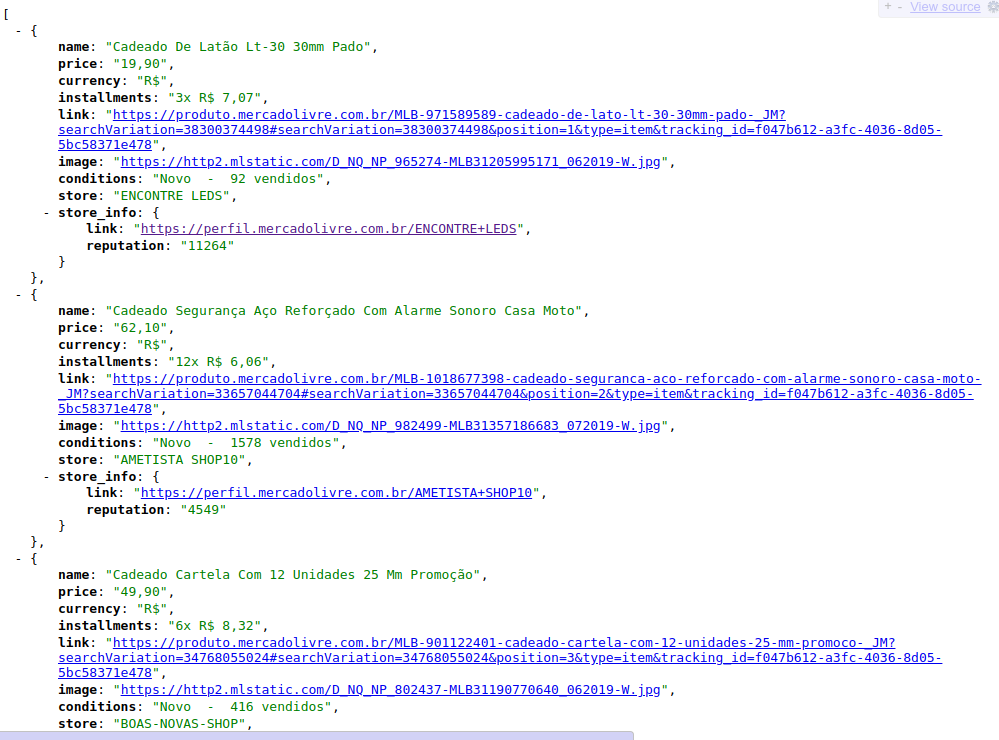 + - View source
[
- {
name: "Cadeado De Latão Lt-30 30mm Pado",
price: "19,90",
currency: "R$",
installments: "3x R$ 7,07",
link: "https://produto.mercadolivre.com.br/MLB-971589589-cadeado-de-lato-lt-30-30mm-pado-_JM?
searchVariation=38300374498#searchVariation=38300374498&position=1&type=item&tracking_id=f047b612-a3fc-4036-8d05-
5bc58371e478",
image: "https://http2.mlstatic.com/D_NQ_NP_965274-MLB31205995171_062019-W.jpg",
conditions: "Novo  -  92 vendidos",
store: "ENCONTRE LEDS",
- store_info: {
link: "https://perfil.mercadolivre.com.br/ENCONTRE+LEDS",
reputation: "11264"
}
},
- {
name: "Cadeado Segurança Aço Reforçado Com Alarme Sonoro Casa Moto",
price: "62,10",
currency: "R$",
installments: "12x R$ 6,06",
link: "https://produto.mercadolivre.com.br/MLB-1018677398-cadeado-seguranca-aco-reforcado-com-alarme-sonoro-casa-moto-
_JM?searchVariation=33657044704#searchVariation=33657044704&position=2&type=item&tracking_id=f047b612-a3fc-4036-8d05-
5bc58371e478",
image: "https://http2.mlstatic.com/D_NQ_NP_982499-MLB31357186683_072019-W.jpg",
conditions: "Novo  -  1578 vendidos",
store: "AMETISTA SHOP10",
- store_info: {
link: "https://perfil.mercadolivre.com.br/AMETISTA+SHOP10",
reputation: "4549"
}
},
- {
name: "Cadeado Cartela Com 12 Unidades 25 Mm Promoção",
price: "49,90",
currency: "R$",
installments: "6x R$ 8,32",
link: "https://produto.mercadolivre.com.br/MLB-901122401-cadeado-cartela-com-12-unidades-25-mm-promoco-_JM?
searchVariation=34768055024#searchVariation=34768055024&position=3&type=item&tracking_id=f047b612-a3fc-4036-8d05-
5bc58371e478",
image: "https://http2.mlstatic.com/D_NQ_NP_802437-MLB31190770640_062019-W.jpg",
conditions: "Novo  -  416 vendidos",
store: "BOAS-NOVAS-SHOP",